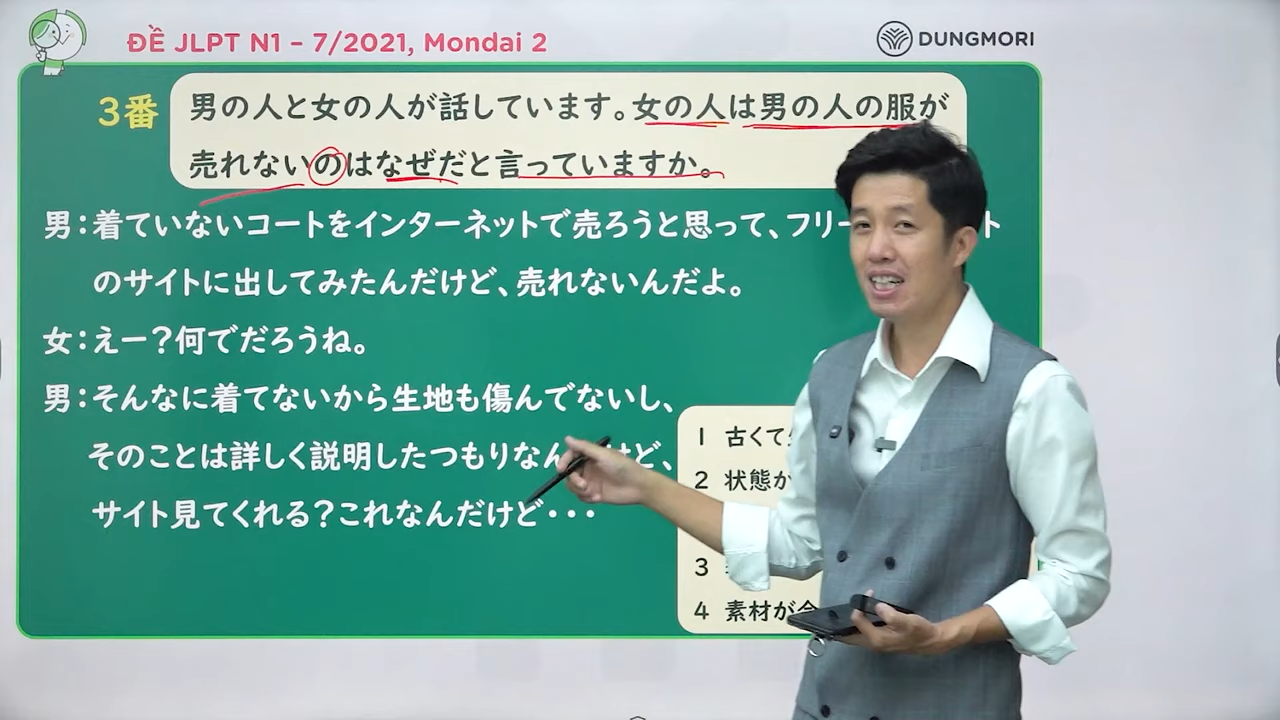 ĐỀ JLPT N1 – 7/2021, Mondai 2
DUNGMORI
3番
男の人と女の人が話しています。女の人は男の人の服が
売れないのはなぜだと言っていますか。
男：着ていないコートをインターネットで売ろうと思って、フリー
のサイトに出してみたんだけど、売れないんだよ。
女：えー？何でだろうね。
男：そんなに着てないから生地も傷んでないし、
そのことは詳しく説明したつもりなん けど、
サイト見てくれる？これなんだけど・・・
1 古くて
2 状態が
3
4 素材が